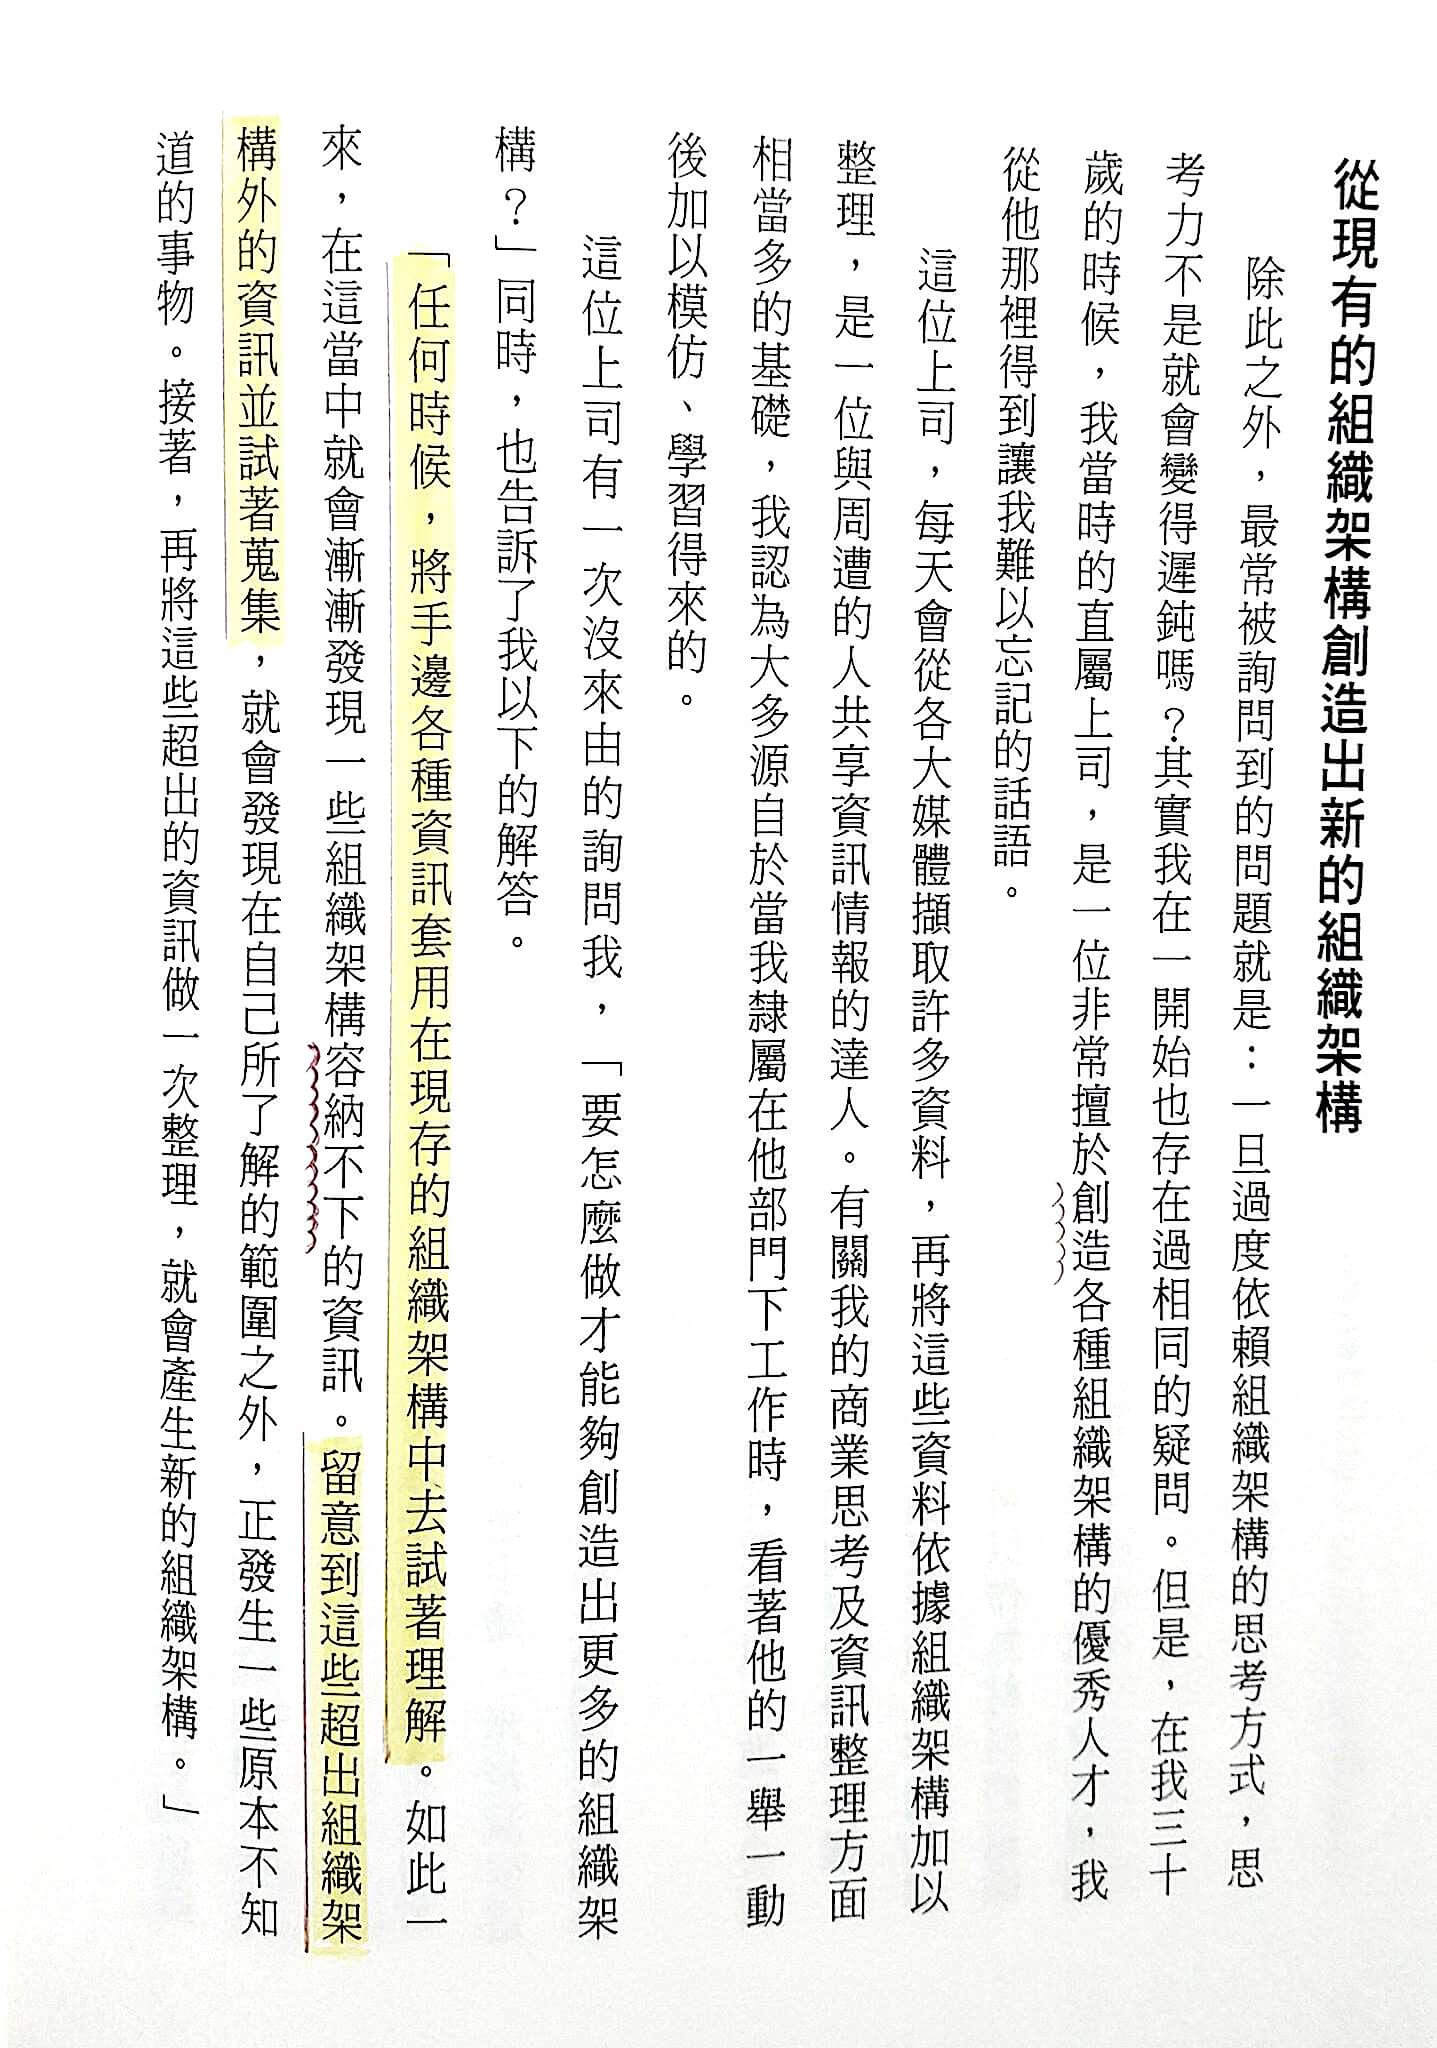 從現有的組織架構創造出新的組織架構
除此之外，最常被詢問到的問題就是：一旦過度依賴組織架構的思考方式，思
考力不是就會變得遲鈍嗎？其實我在一開始也存在過相同的疑問。但是，在我三十
歲的時候，我當時的直屬上司，是一位非常擅於創造各種組織架構的優秀人才，我
從他那裡得到讓我難以忘記的話語。
這位上司，每天會從各大媒體擷取許多資料，再將這些資料依據組織架構加以
整理，是一位與周遭的人共享資訊情報的達人。有關我的商業思考及資訊整理方面
相當多的基礎，我認為大多源自於當我隸屬在他部門下工作時，看著他的一舉一動
後加以模仿、學習得來的。
這位上司有一次沒來由的詢問我，「要怎麼做才能夠創造出更多的組織架
構？」同時，也告訴了我以下的解答。
「任何時候，將手邊各種資訊套用在現存的組織架構中去試著理解。如此一
來，在這當中就會漸漸發現一些組織架構容納不下的資訊。留意到這些超出組織架
構外的資訊並試著蒐集，就會發現在自己所了解的範圍之外，正發生一些原本不知
道的事物。接著，再將這些超出的資訊做一次整理，就會產生新的組織架構。」